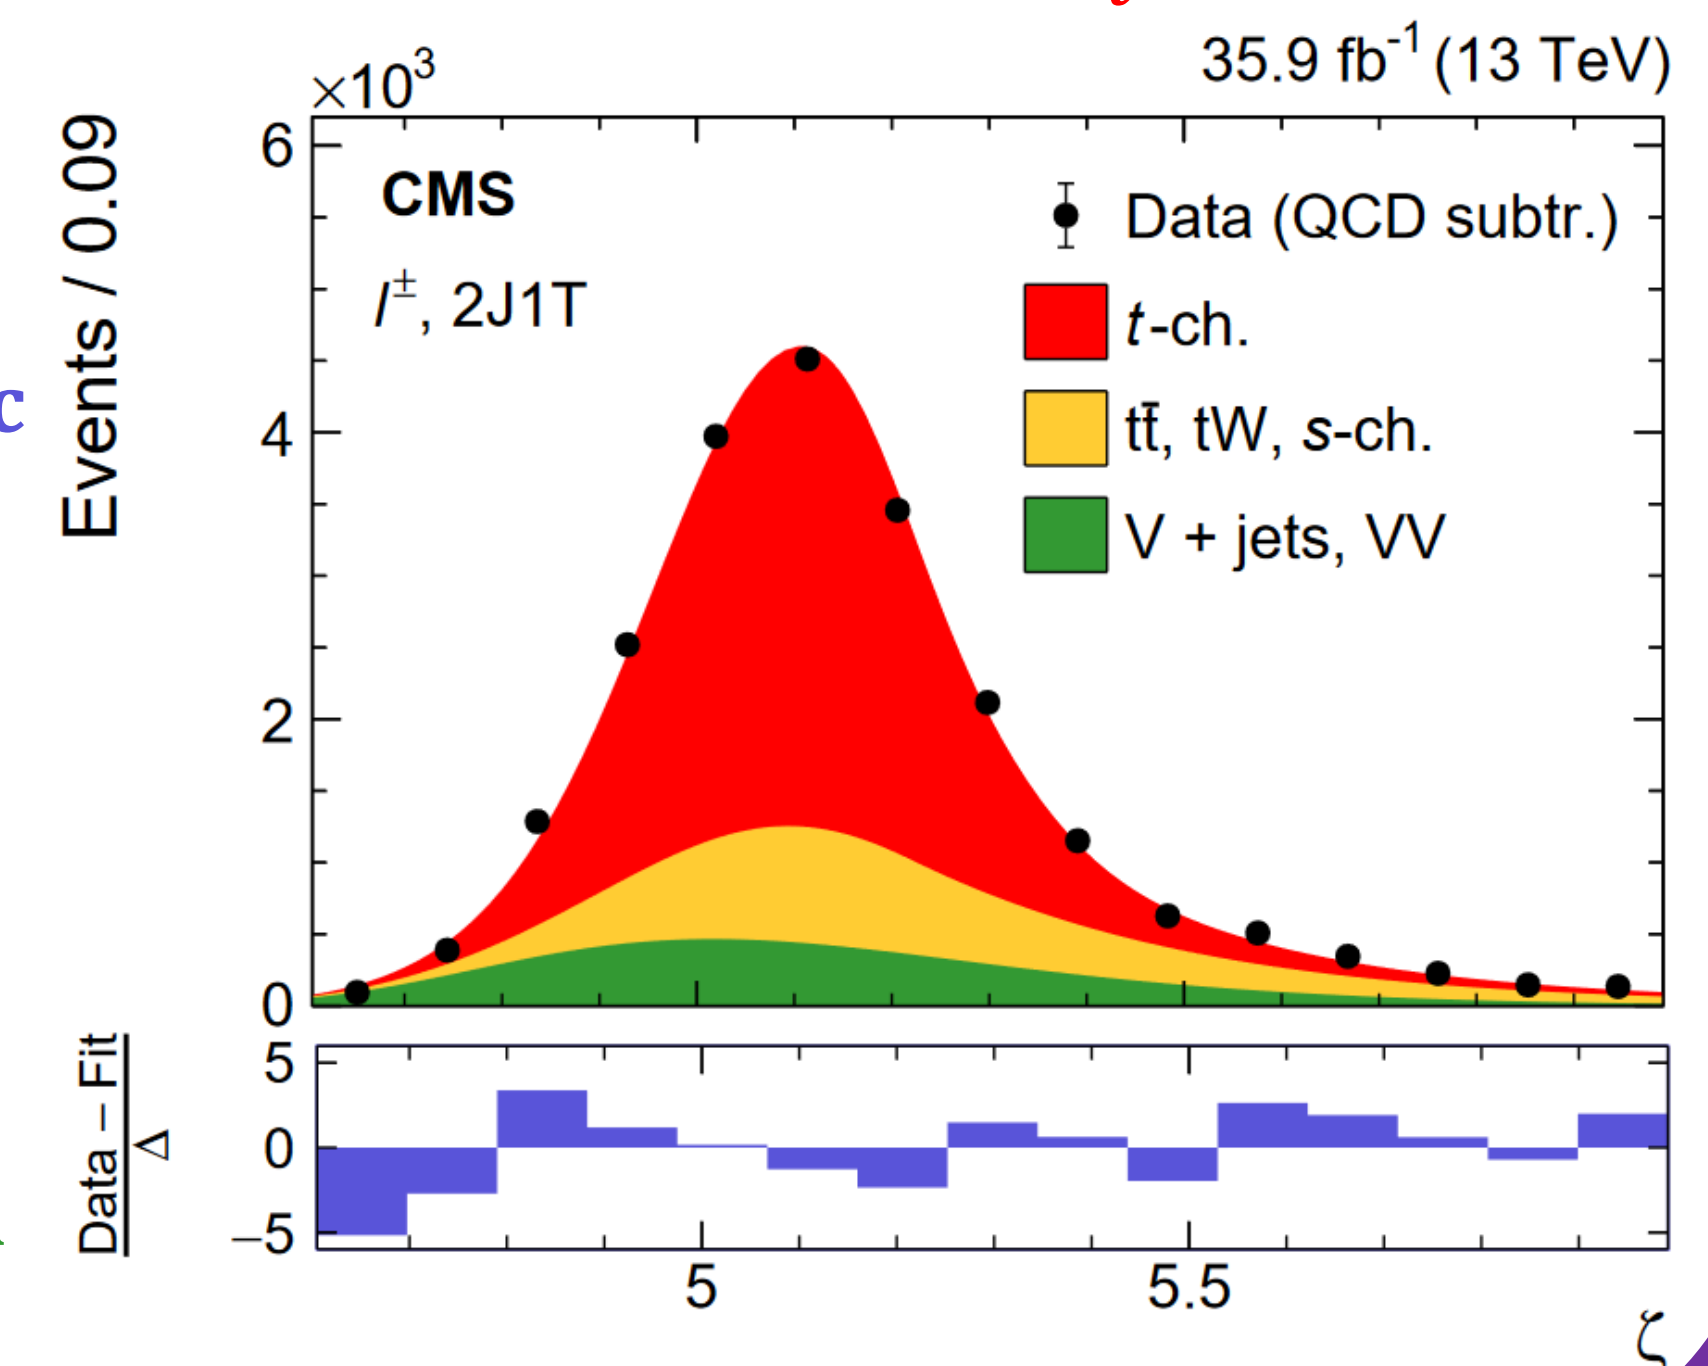 35.9 fb⁻¹ (13 TeV)
×10³
Events / 0.09
6
4
2
0
CMS
l±, 2J1T
Data (QCD subtr.)
t-ch.
tt̄, tW, s-ch.
V + jets, VV
c
Data – Fit
Δ
5
0
−5
5
5.5
ζ